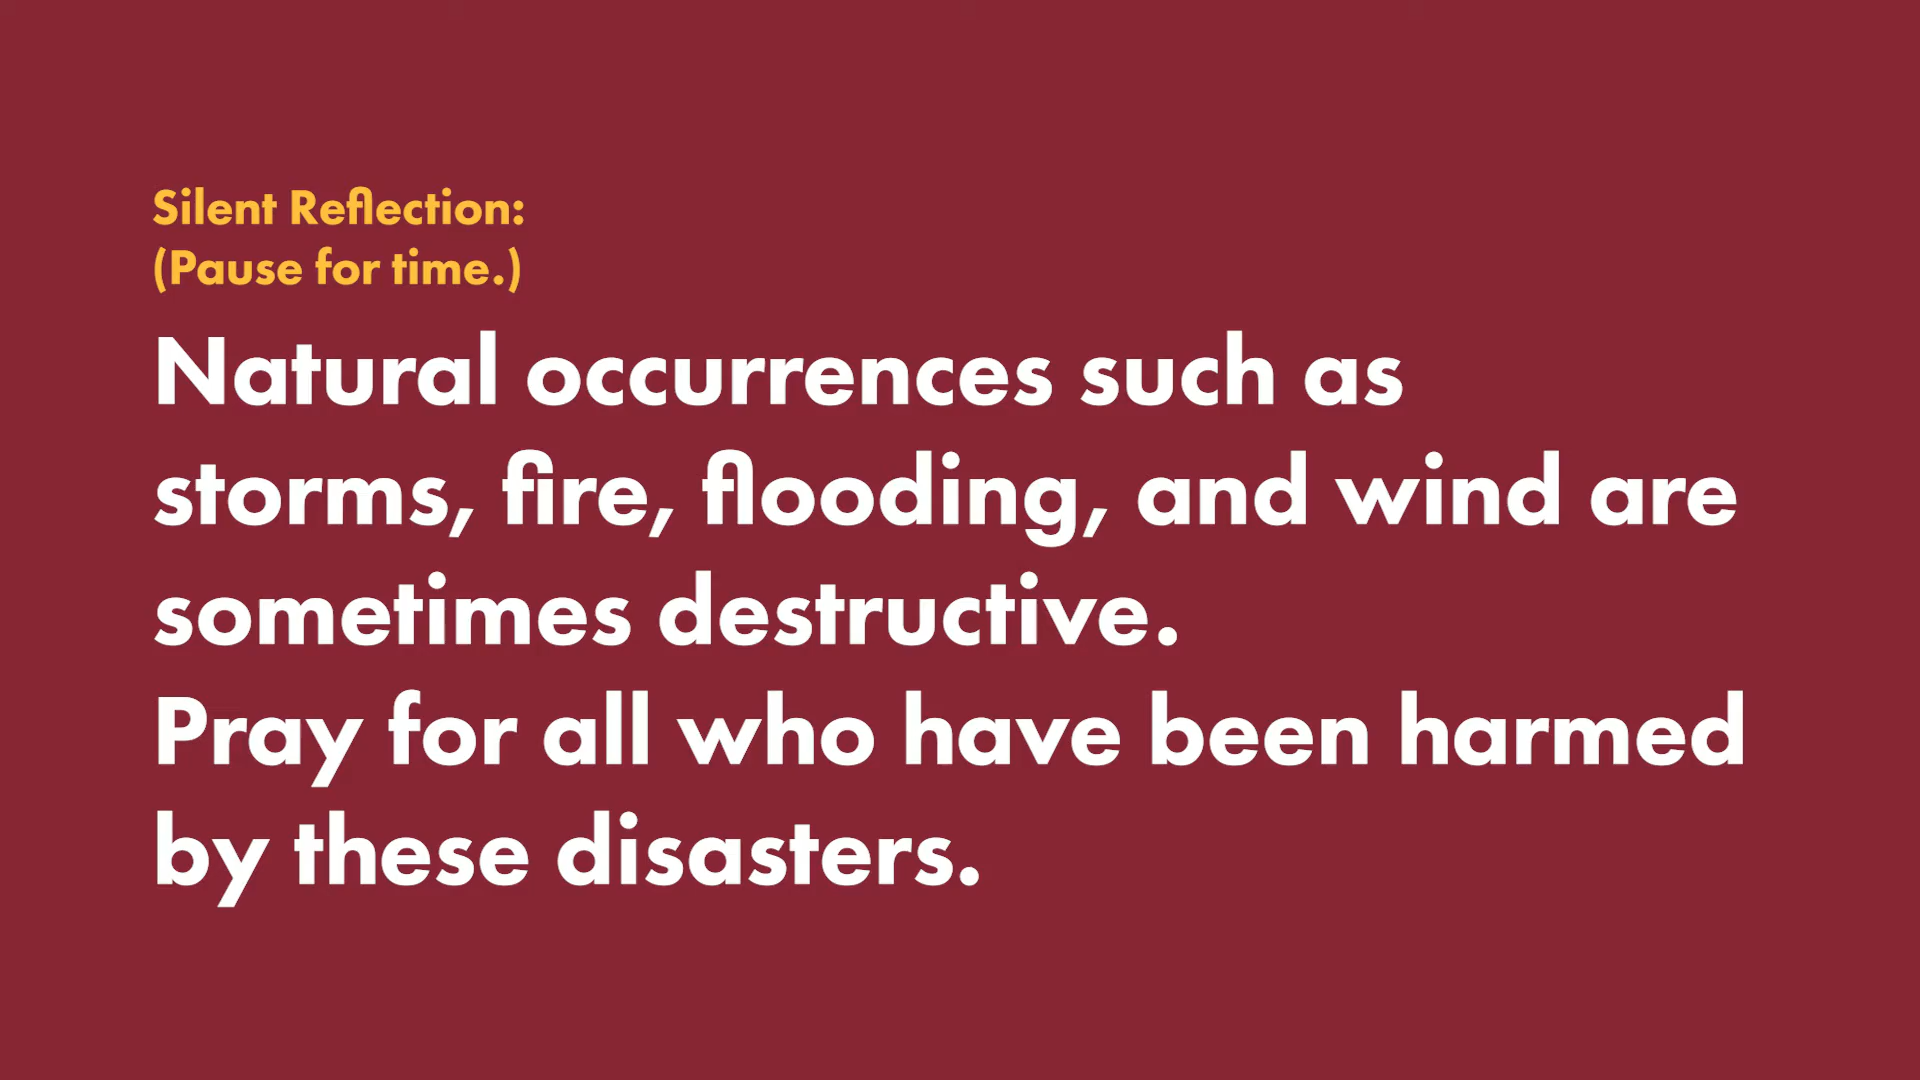 Silent Reflection:
(Pause for time.)
Natural occurrences such as
storms, fire, flooding, and wind are
sometimes destructive.
Pray for all who have been harmed
by these disasters.